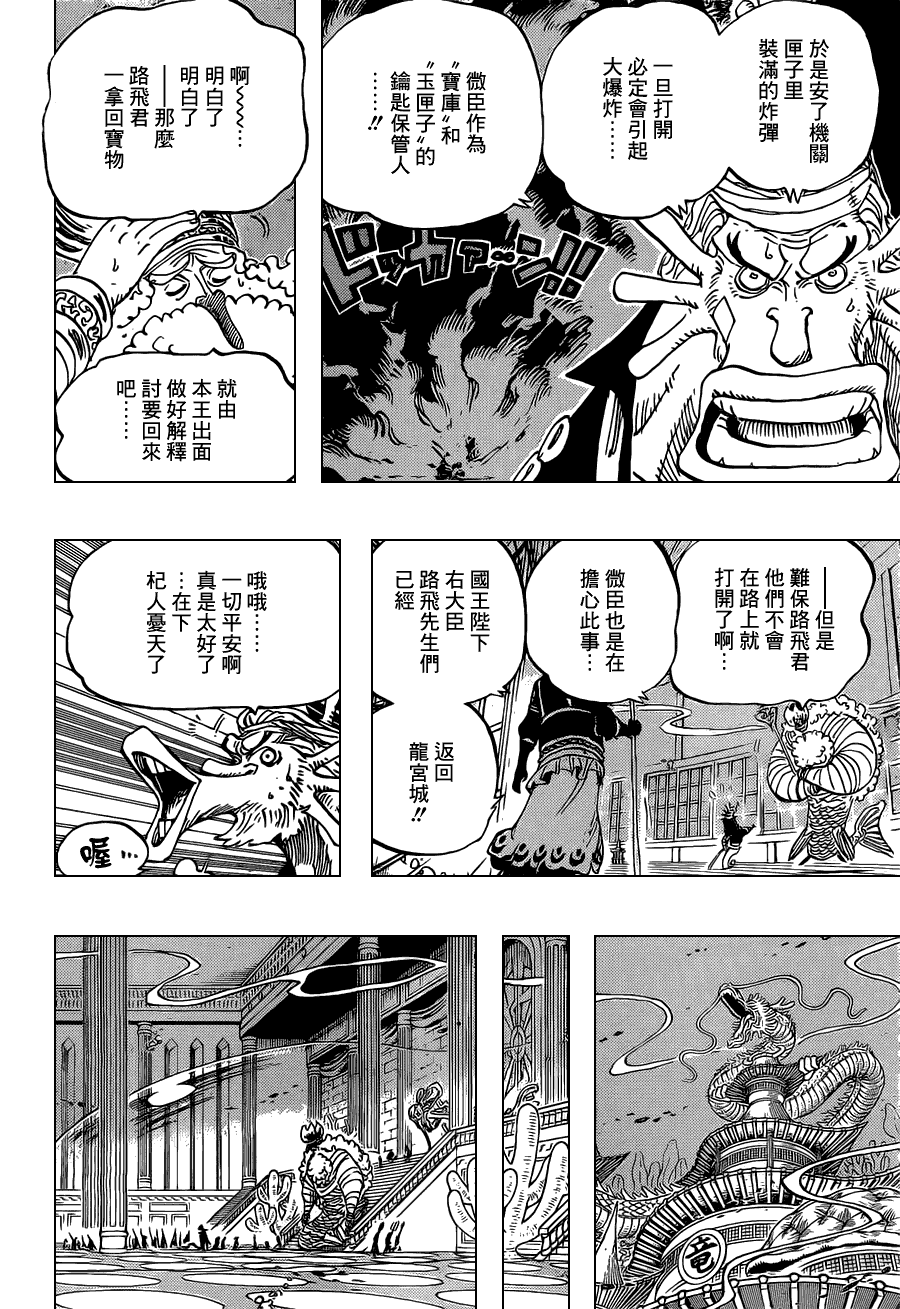 於是安了機關
匣子里
裝滿的炸彈
一旦打開
必定會引起
大爆炸……
微臣作為
“寶庫”和
“玉匣子”的
鑰匙保管人
……!!
ドッカァ…ン!!
啊~~~~…
明白了
明白了
——那麼
路飛君
一拿回寶物
就由
本王出面
做好解釋
討要回來
吧……
——但是
難保路飛君
他們不會
在路上就
打開了啊…
微臣也是在
擔心此事…
國王陛下
右大臣
路飛先生們
已經
返回
龍宮城!!
哦哦……
一切平安啊
真是太好了
…在下
杞人憂天了
喔…
竜